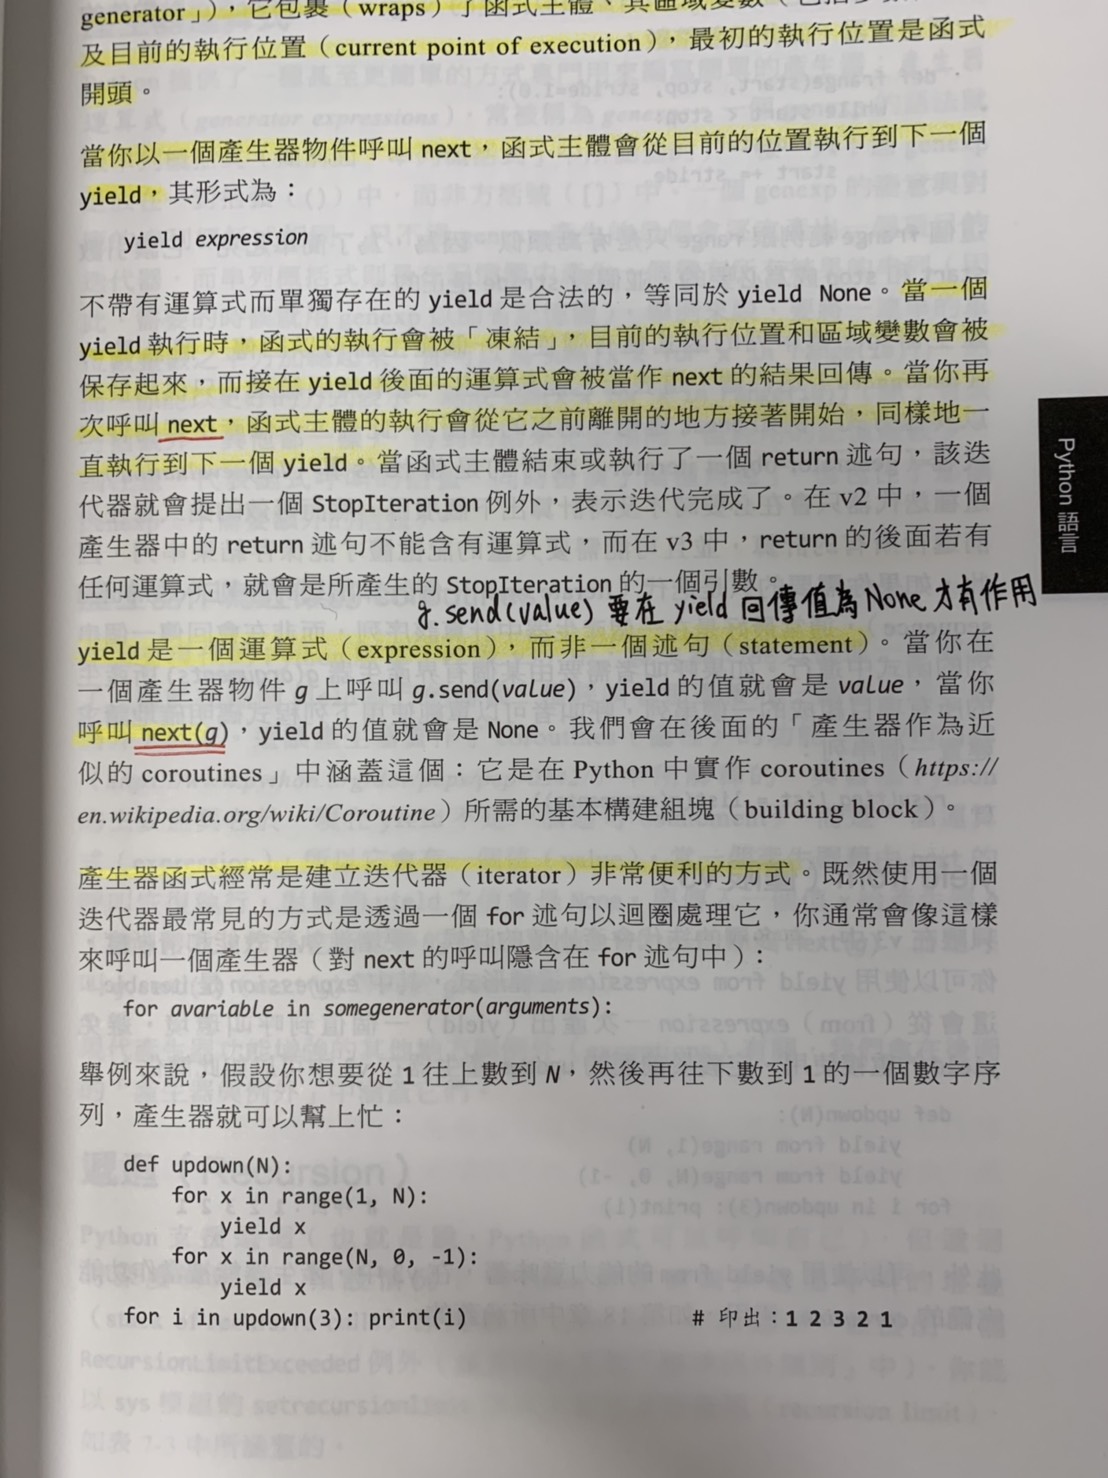 generator」），它包裹（wraps）了函式主體、其區域變數（包括參數
及目前的執行位置（current point of execution），最初的執行位置是函式
開頭。
當你以一個產生器物件呼叫 next，函式主體會從目前的位置執行到下一個
yield，其形式為：
yield expression
不帶有運算式而單獨存在的 yield 是合法的，等同於 yield None。當一個
yield 執行時，函式的執行會被「凍結」，目前的執行位置和區域變數會被
保存起來，而接在 yield 後面的運算式會被當作 next 的結果回傳。當你再
次呼叫 next，函式主體的執行會從它之前離開的地方接著開始，同樣地一
直執行到下一個 yield。當函式主體結束或執行了一個 return 述句，該迭
代器就會提出一個 StopIteration 例外，表示迭代完成了。在 v2 中，一個
產生器中的 return 述句不能含有運算式，而在 v3 中，return 的後面若有
任何運算式，就會是所產生的 StopIteration 的一個引數。
g.send(value) 要在 yield 回傳值為 None 才有作用
yield 是一個運算式（expression），而非一個述句（statement）。當你在
一個產生器物件 g 上呼叫 g.send(value)，yield 的值就會是 value，當你
呼叫 next(g)，yield 的值就會是 None。我們會在後面的「產生器作為近
似的 coroutines」中涵蓋這個：它是在 Python 中實作 coroutines（https://
en.wikipedia.org/wiki/Coroutine）所需的基本構建組塊（building block）。
產生器函式經常是建立迭代器（iterator）非常便利的方式。既然使用一個
迭代器最常見的方式是透過一個 for 述句以迴圈處理它，你通常會像這樣
來呼叫一個產生器（對 next 的呼叫隱含在 for 述句中）：
for avariable in somegenerator(arguments):
舉例來說，假設你想要從 1 往上數到 N，然後再往下數到 1 的一個數字序
列，產生器就可以幫上忙：
def updown(N):
    for x in range(1, N):
        yield x
    for x in range(N, 0, -1):
        yield x
for i in updown(3): print(i) # 印出：1 2 3 2 1
Python 語言